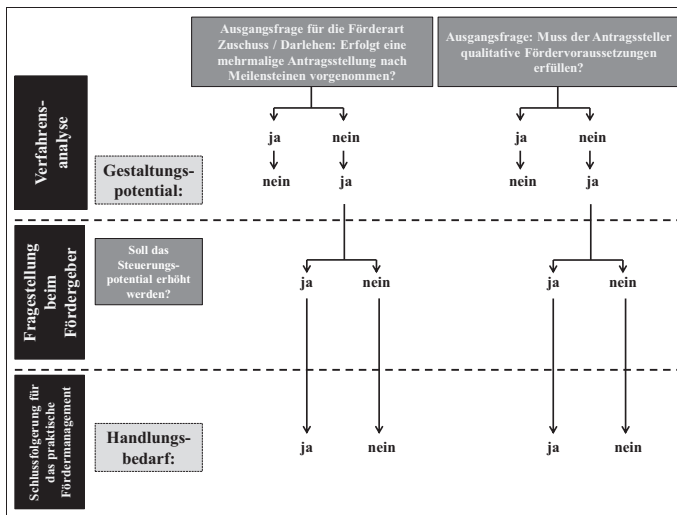 Ausgangsfrage für die Förderart
Zuschuss / Darlehen: Erfolgt eine
mehrmalige Antragsstellung nach
Meilensteinen vorgenommen?
Ausgangsfrage: Muss der Antragssteller
qualitative Fördervoraussetzungen
erfüllen?
Verfahrens-
analyse
ja nein ja nein
Gestaltungs-
potential:
nein ja nein ja
Fragestellung
beim
Fördergeber
Soll das
Steuerungs-
potential erhöht
werden?
ja nein ja nein
Schlussfolgerung für
das praktische
Fördermanagement
Handlungs-
bedarf:
ja nein ja nein